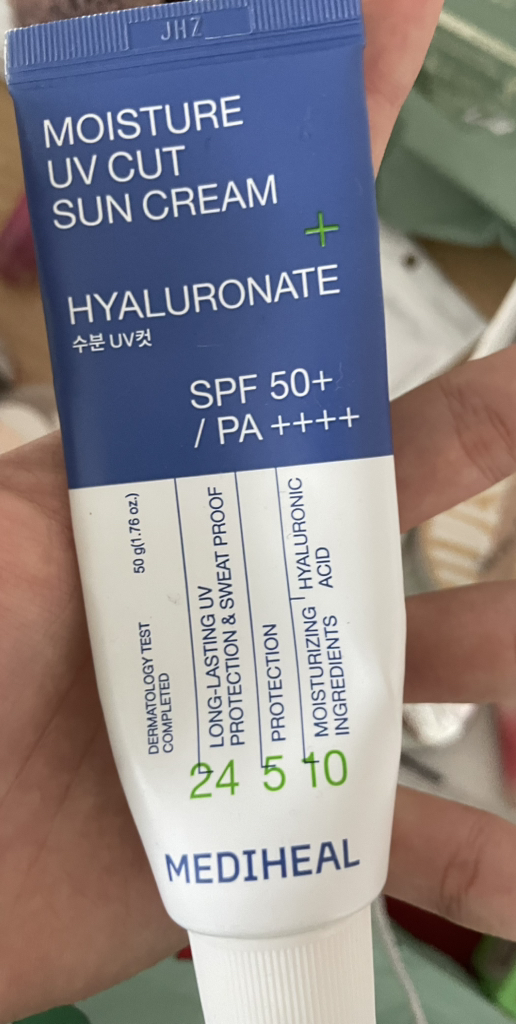 JHZ
MOISTURE
UV CUT
SUN CREAM
+
HYALURONATE
수분 UV컷
SPF 50+
/ PA ++++
50 g(1.76 oz.)
DERMATOLOGY TEST
COMPLETED
LONG-LASTING UV
PROTECTION & SWEAT PROOF
24
PROTECTION
5
HYALURONIC
ACID
MOISTURIZING
INGREDIENTS
10
MEDIHEAL